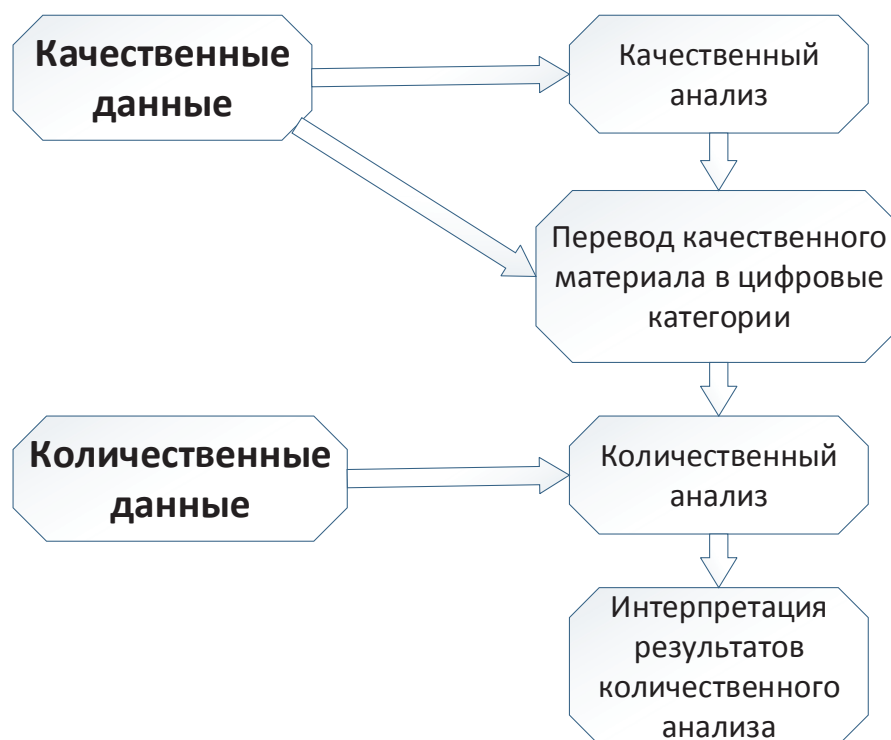 Качественные
данные
Качественный
анализ
Перевод качественного
материала в цифровые
категории
Количественные
данные
Количественный
анализ
Интерпретация
результатов
количественного
анализа